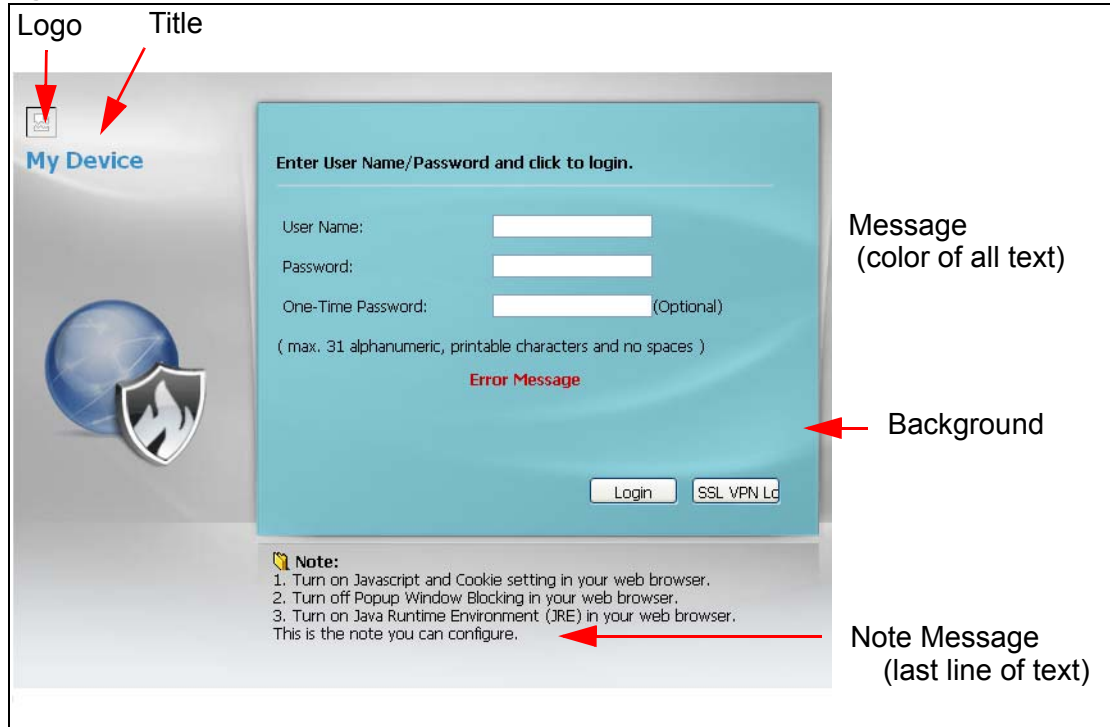 Logo Title
My Device
Enter User Name/Password and click to login.
User Name:
Password:
One-Time Password: (Optional)
( max. 31 alphanumeric, printable characters and no spaces )
Error Message
Login SSL VPN Lo
Note:
1. Turn on Javascript and Cookie setting in your web browser.
2. Turn off Popup Window Blocking in your web browser.
3. Turn on Java Runtime Environment (JRE) in your web browser.
This is the note you can configure.
Message
(color of all text)
Background
Note Message
(last line of text)